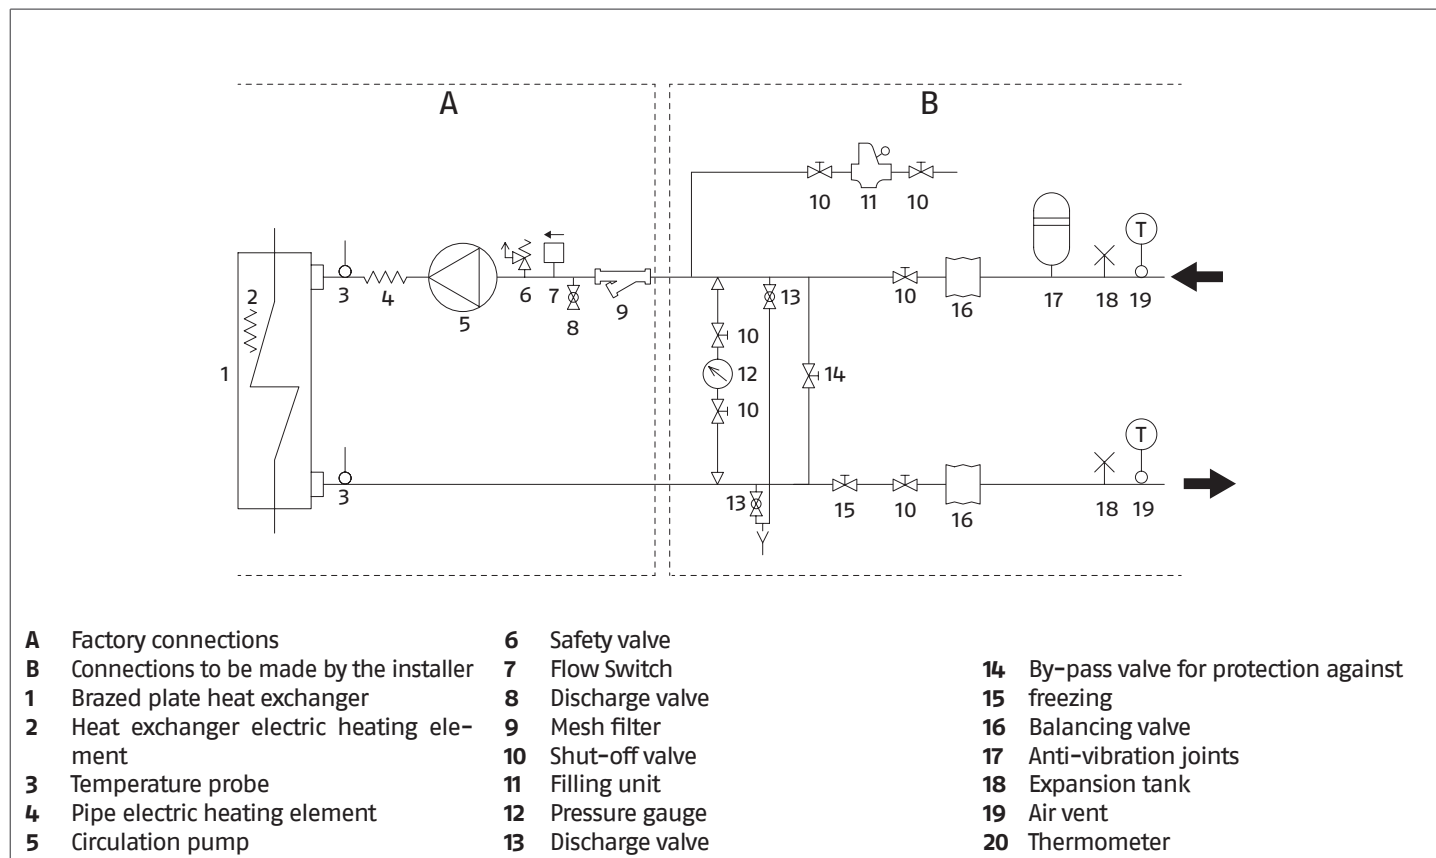 A
B
10
11
10
T
2
3
4
5
6
7
8
9
13
10
16
17
18
19
10
1
12
14
10
T
3
13
15
10
16
18
19
A Factory connections
B Connections to be made by the installer
1 Brazed plate heat exchanger
2 Heat exchanger electric heating ele-
ment
3 Temperature probe
4 Pipe electric heating element
5 Circulation pump
6 Safety valve
7 Flow Switch
8 Discharge valve
9 Mesh filter
10 Shut-off valve
11 Filling unit
12 Pressure gauge
13 Discharge valve
14 By-pass valve for protection against
15 freezing
16 Balancing valve
17 Anti-vibration joints
18 Expansion tank
19 Air vent
20 Thermometer